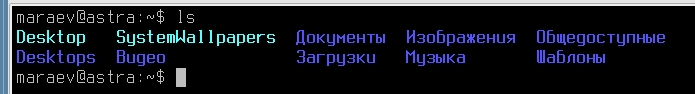 maraev@astra:~$ ls
Desktop SystemWallpapers Документы Изображения Общедоступные
Desktops Видео Загрузки Музыка Шаблоны
maraev@astra:~$